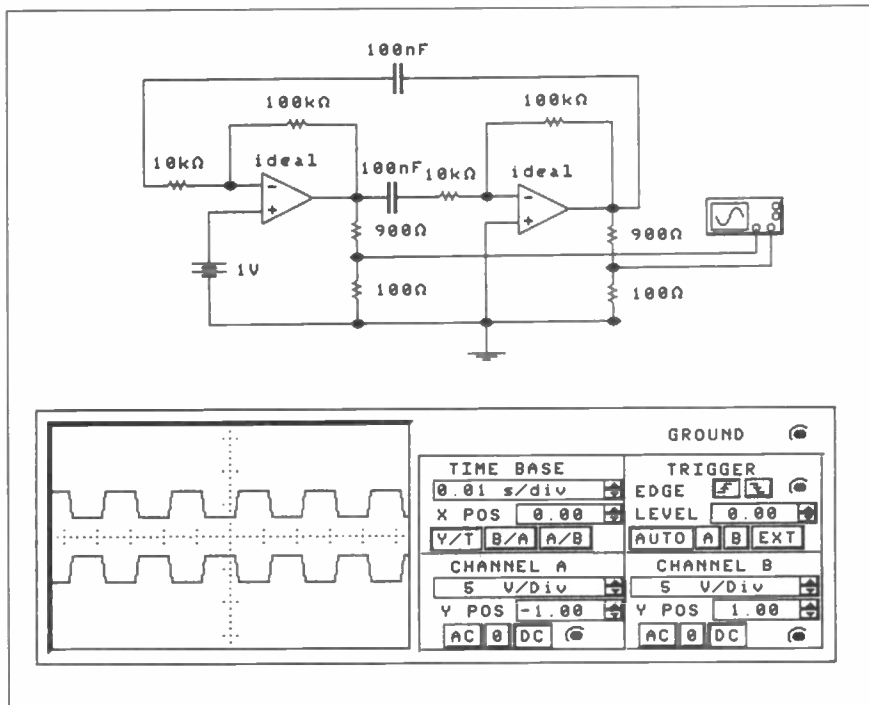 100nF
100kΩ
100kΩ
10kΩ
ideal
100nF
10kΩ
ideal
-
+
-
+
900Ω
900Ω
1V
100Ω
100Ω
GROUND
TIME BASE
0.01 s/div
X POS 0.00
Y/T B/A A/B
TRIGGER
EDGE
LEVEL 0.00
AUTO A B EXT
CHANNEL A
5 V/Div
Y POS -1.00
AC 0 DC
CHANNEL B
5 V/Div
Y POS 1.00
AC 0 DC